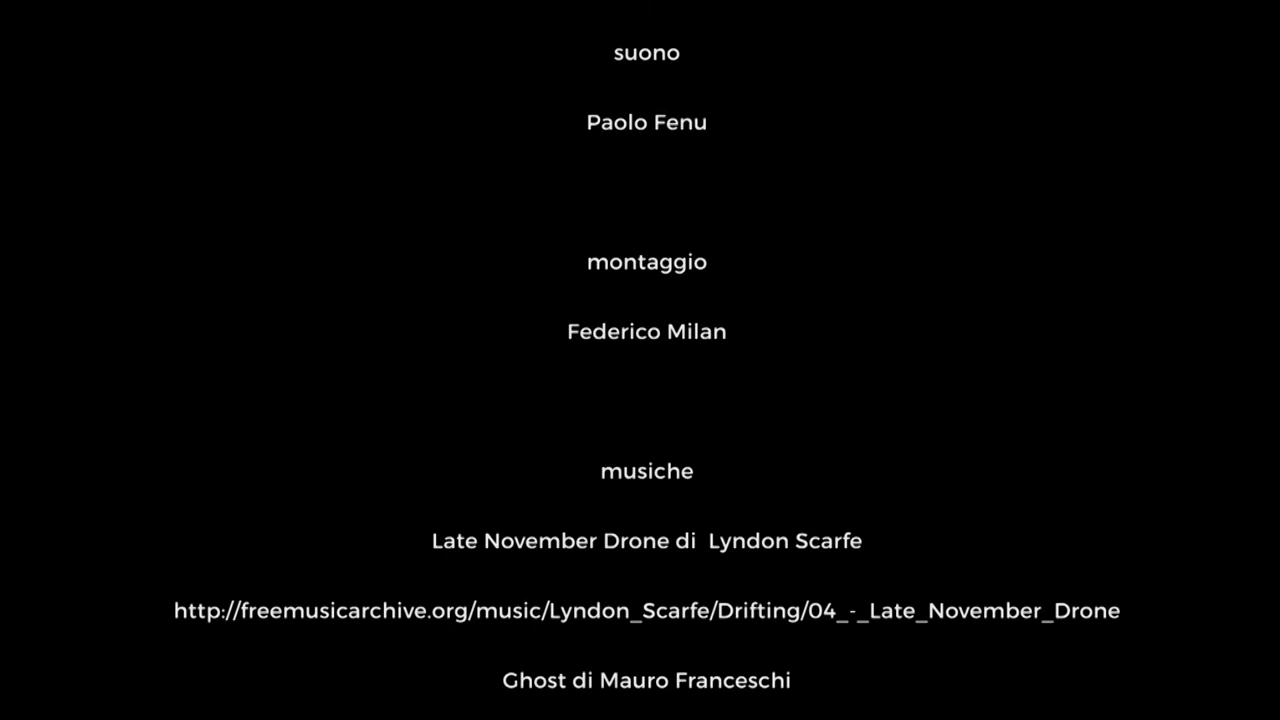 suono
Paolo Fenu
montaggio
Federico Milan
musiche
Late November Drone di  Lyndon Scarfe
http://freemusicarchive.org/music/Lyndon_Scarfe/Drifting/04_-_Late_November_Drone
Ghost di Mauro Franceschi